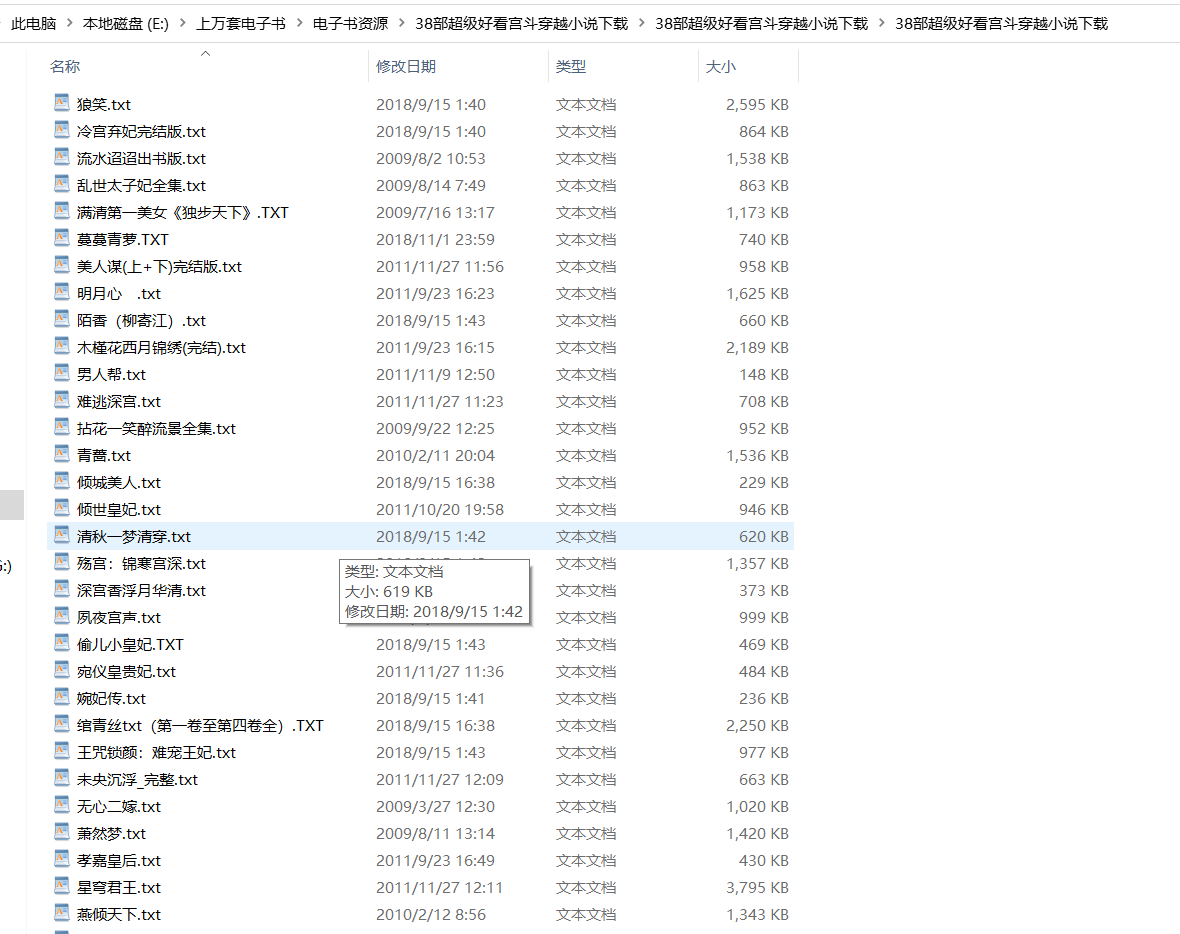 此电脑 > 本地磁盘 (E:) > 上万套电子书 > 电子书资源 > 38部超级好看宫斗穿越小说下载 > 38部超级好看宫斗穿越小说下载 > 38部超级好看宫斗穿越小说下载
名称 修改日期 类型 大小
狼笑.txt 2018/9/15 1:40 文本文档 2,595 KB
冷宫弃妃完结版.txt 2018/9/15 1:40 文本文档 864 KB
流水迢迢出书版.txt 2009/8/2 10:53 文本文档 1,538 KB
乱世太子妃全集.txt 2009/8/14 7:49 文本文档 863 KB
满清第一美女《独步天下》.TXT 2009/7/16 13:17 文本文档 1,173 KB
蔓蔓青萝.TXT 2018/11/1 23:59 文本文档 740 KB
美人谋(上+下)完结版.txt 2011/11/27 11:56 文本文档 958 KB
明月心　.txt 2011/9/23 16:23 文本文档 1,625 KB
陌香（柳寄江）.txt 2018/9/15 1:43 文本文档 660 KB
木槿花西月锦绣(完结).txt 2011/9/23 16:15 文本文档 2,189 KB
男人帮.txt 2011/11/9 12:50 文本文档 148 KB
难逃深宫.txt 2011/11/27 11:23 文本文档 708 KB
拈花一笑醉流景全集.txt 2009/9/22 12:25 文本文档 952 KB
青蔷.txt 2010/2/11 20:04 文本文档 1,536 KB
倾城美人.txt 2018/9/15 16:38 文本文档 229 KB
倾世皇妃.txt 2011/10/20 19:58 文本文档 946 KB
清秋一梦清穿.txt 2018/9/15 1:42 文本文档 620 KB
殇宫：锦寒宫深.txt 文本文档 1,357 KB
:)
类型: 文本文档
大小: 619 KB
修改日期: 2018/9/15 1:42
深宫香浮月华清.txt 文本文档 373 KB
夙夜宫声.txt 文本文档 999 KB
偷儿小皇妃.TXT 2018/9/15 1:43 文本文档 469 KB
宛仪皇贵妃.txt 2011/11/27 11:36 文本文档 484 KB
婉妃传.txt 2018/9/15 1:41 文本文档 236 KB
绾青丝txt（第一卷至第四卷全）.TXT 2018/9/15 16:38 文本文档 2,250 KB
王咒锁颜：难宠王妃.txt 2018/9/15 1:43 文本文档 977 KB
未央沉浮_完整.txt 2011/11/27 12:09 文本文档 663 KB
无心二嫁.txt 2009/3/27 12:30 文本文档 1,020 KB
萧然梦.txt 2009/8/11 13:14 文本文档 1,420 KB
孝嘉皇后.txt 2011/9/23 16:49 文本文档 430 KB
星穹君王.txt 2011/11/27 12:11 文本文档 3,795 KB
燕倾天下.txt 2010/2/12 8:56 文本文档 1,343 KB